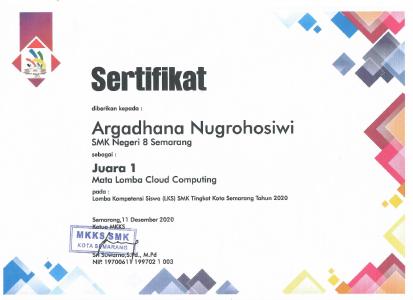 Sertifikat
diberikan kepada :
Argadhana Nugrohosiwi
SMK Negeri 8 Semarang
sebagai :
Juara 1
Mata Lomba Cloud Computing
pada :
Lomba Kompetensi Siswa (LKS) SMK Tingkat Kota Semarang Tahun 2020
Semarang,11 Desember 2020
Ketua MKKS
MKKS SMK
KOTA SEMARANG
Sri Suwarno,S.Pd., M.Pd
NIP. 19700611 199702 1 003